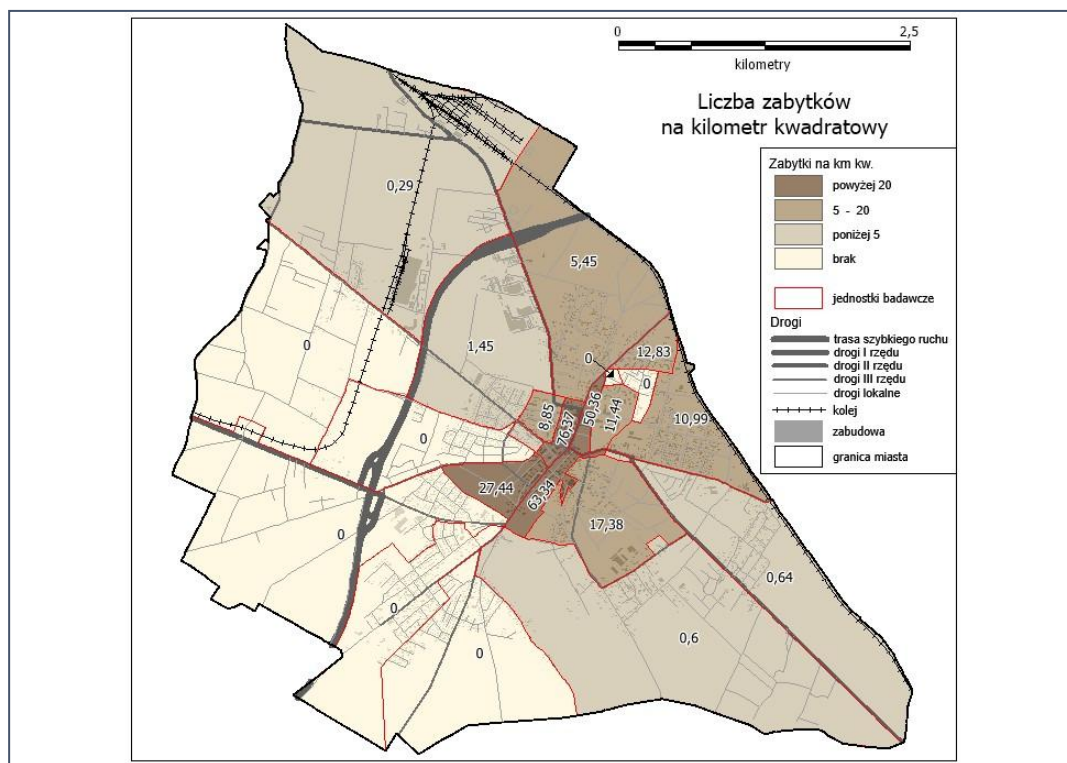 0 2,5
kilometry
Liczba zabytków
na kilometr kwadratowy
Zabytki na km kw.
powyżej 20
5 - 20
poniżej 5
brak
jednostki badawcze
Drogi
trasa szybkiego ruchu
drogi I rzędu
drogi II rzędu
drogi III rzędu
drogi lokalne
kolej
zabudowa
granica miasta
0,29
5,45
0
1,45
12,83
0
0
8,85
76,37
50,36
11,44
10,99
0
27,44
63,34
17,38
0
0,64
0
0,6
0